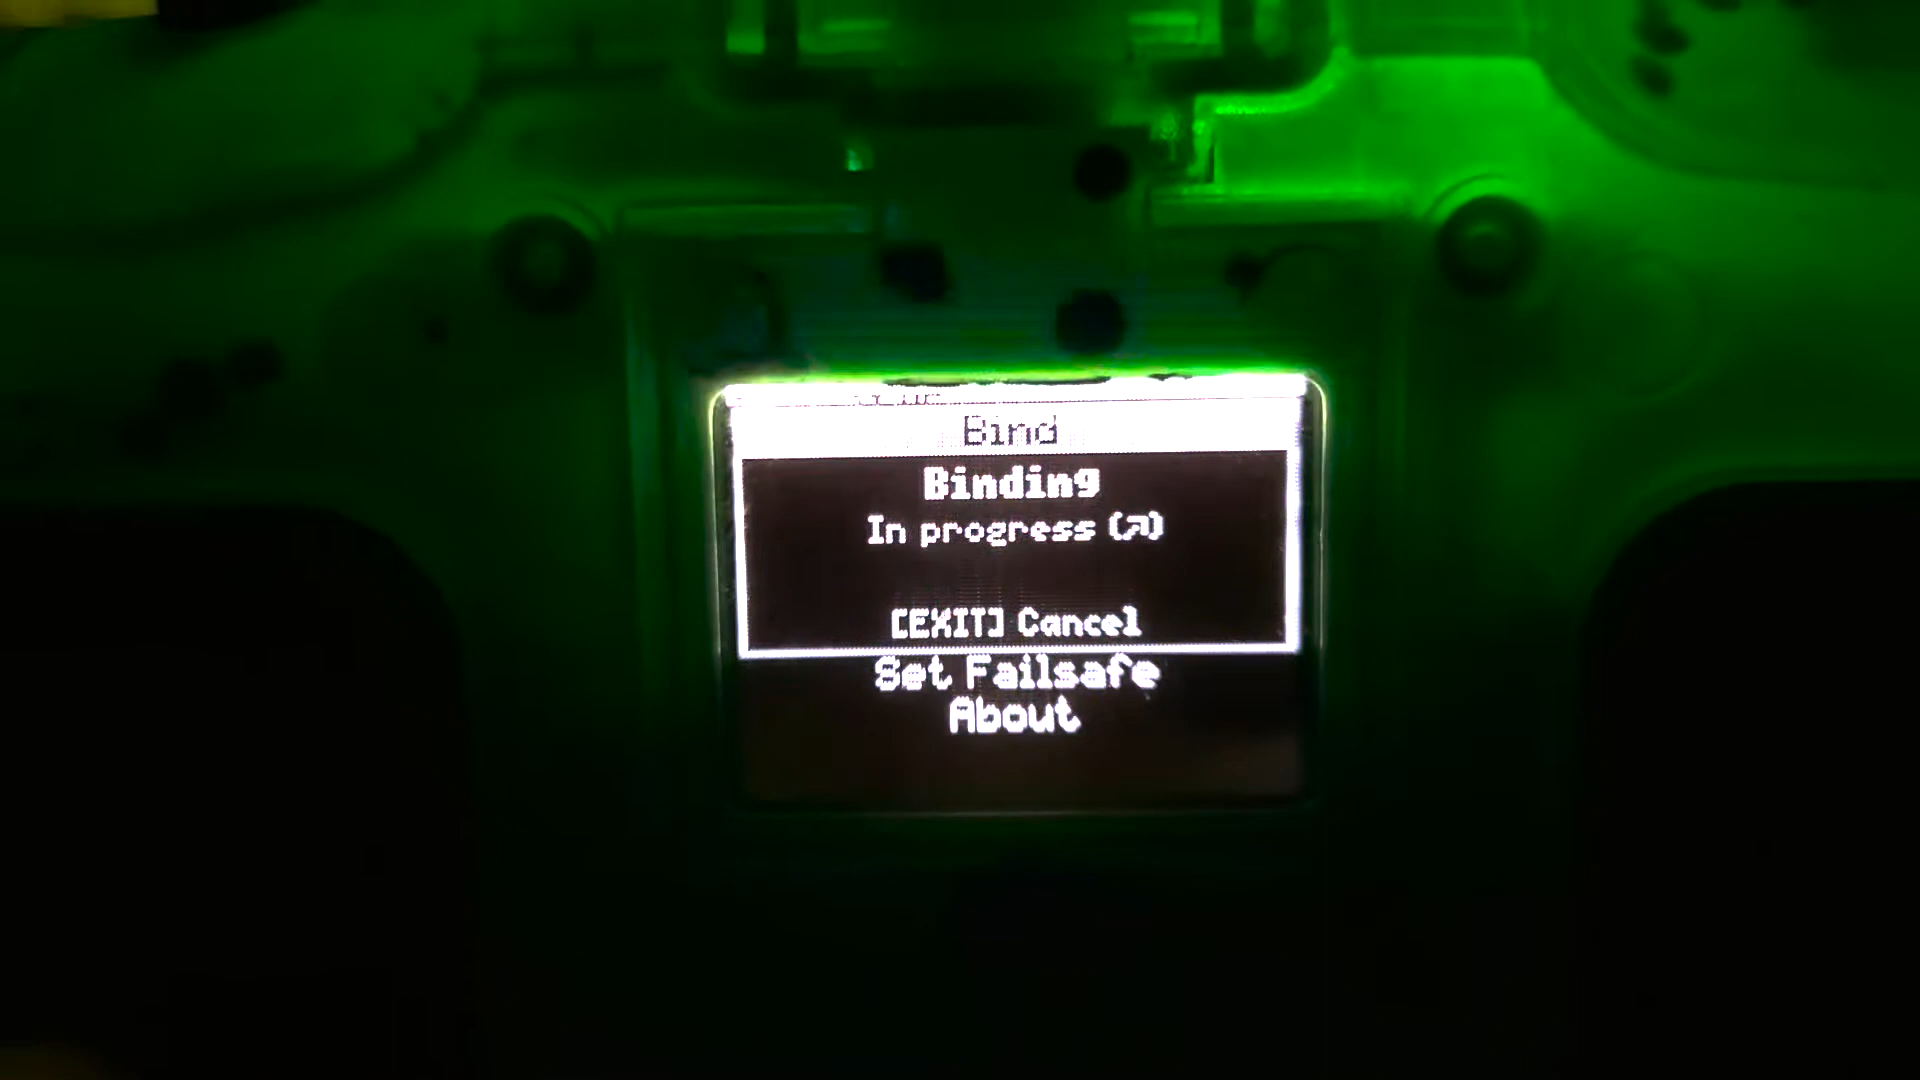 Bind
Binding
In progress (↗)
[EXIT] Cancel
Set Failsafe
About